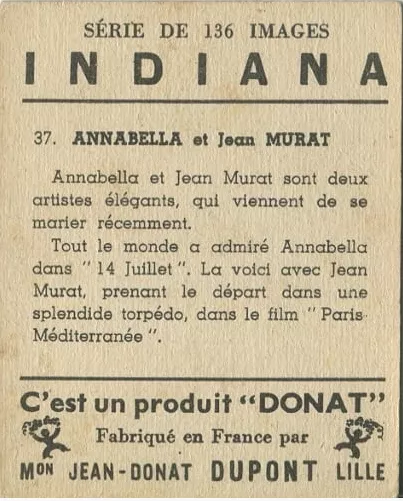 SÉRIE DE 136 IMAGES
INDIANA
37. ANNABELLA et Jean MURAT
Annabella et Jean Murat sont deux
artistes élégants, qui viennent de se
marier récemment.
Tout le monde a admiré Annabella
dans " 14 Juillet ". La voici avec Jean
Murat, prenant le départ dans une
splendide torpédo, dans le film " Paris-
Méditerranée ".
C'est un produit "DONAT"
Fabriqué en France par
MON JEAN-DONAT DUPONT LILLE